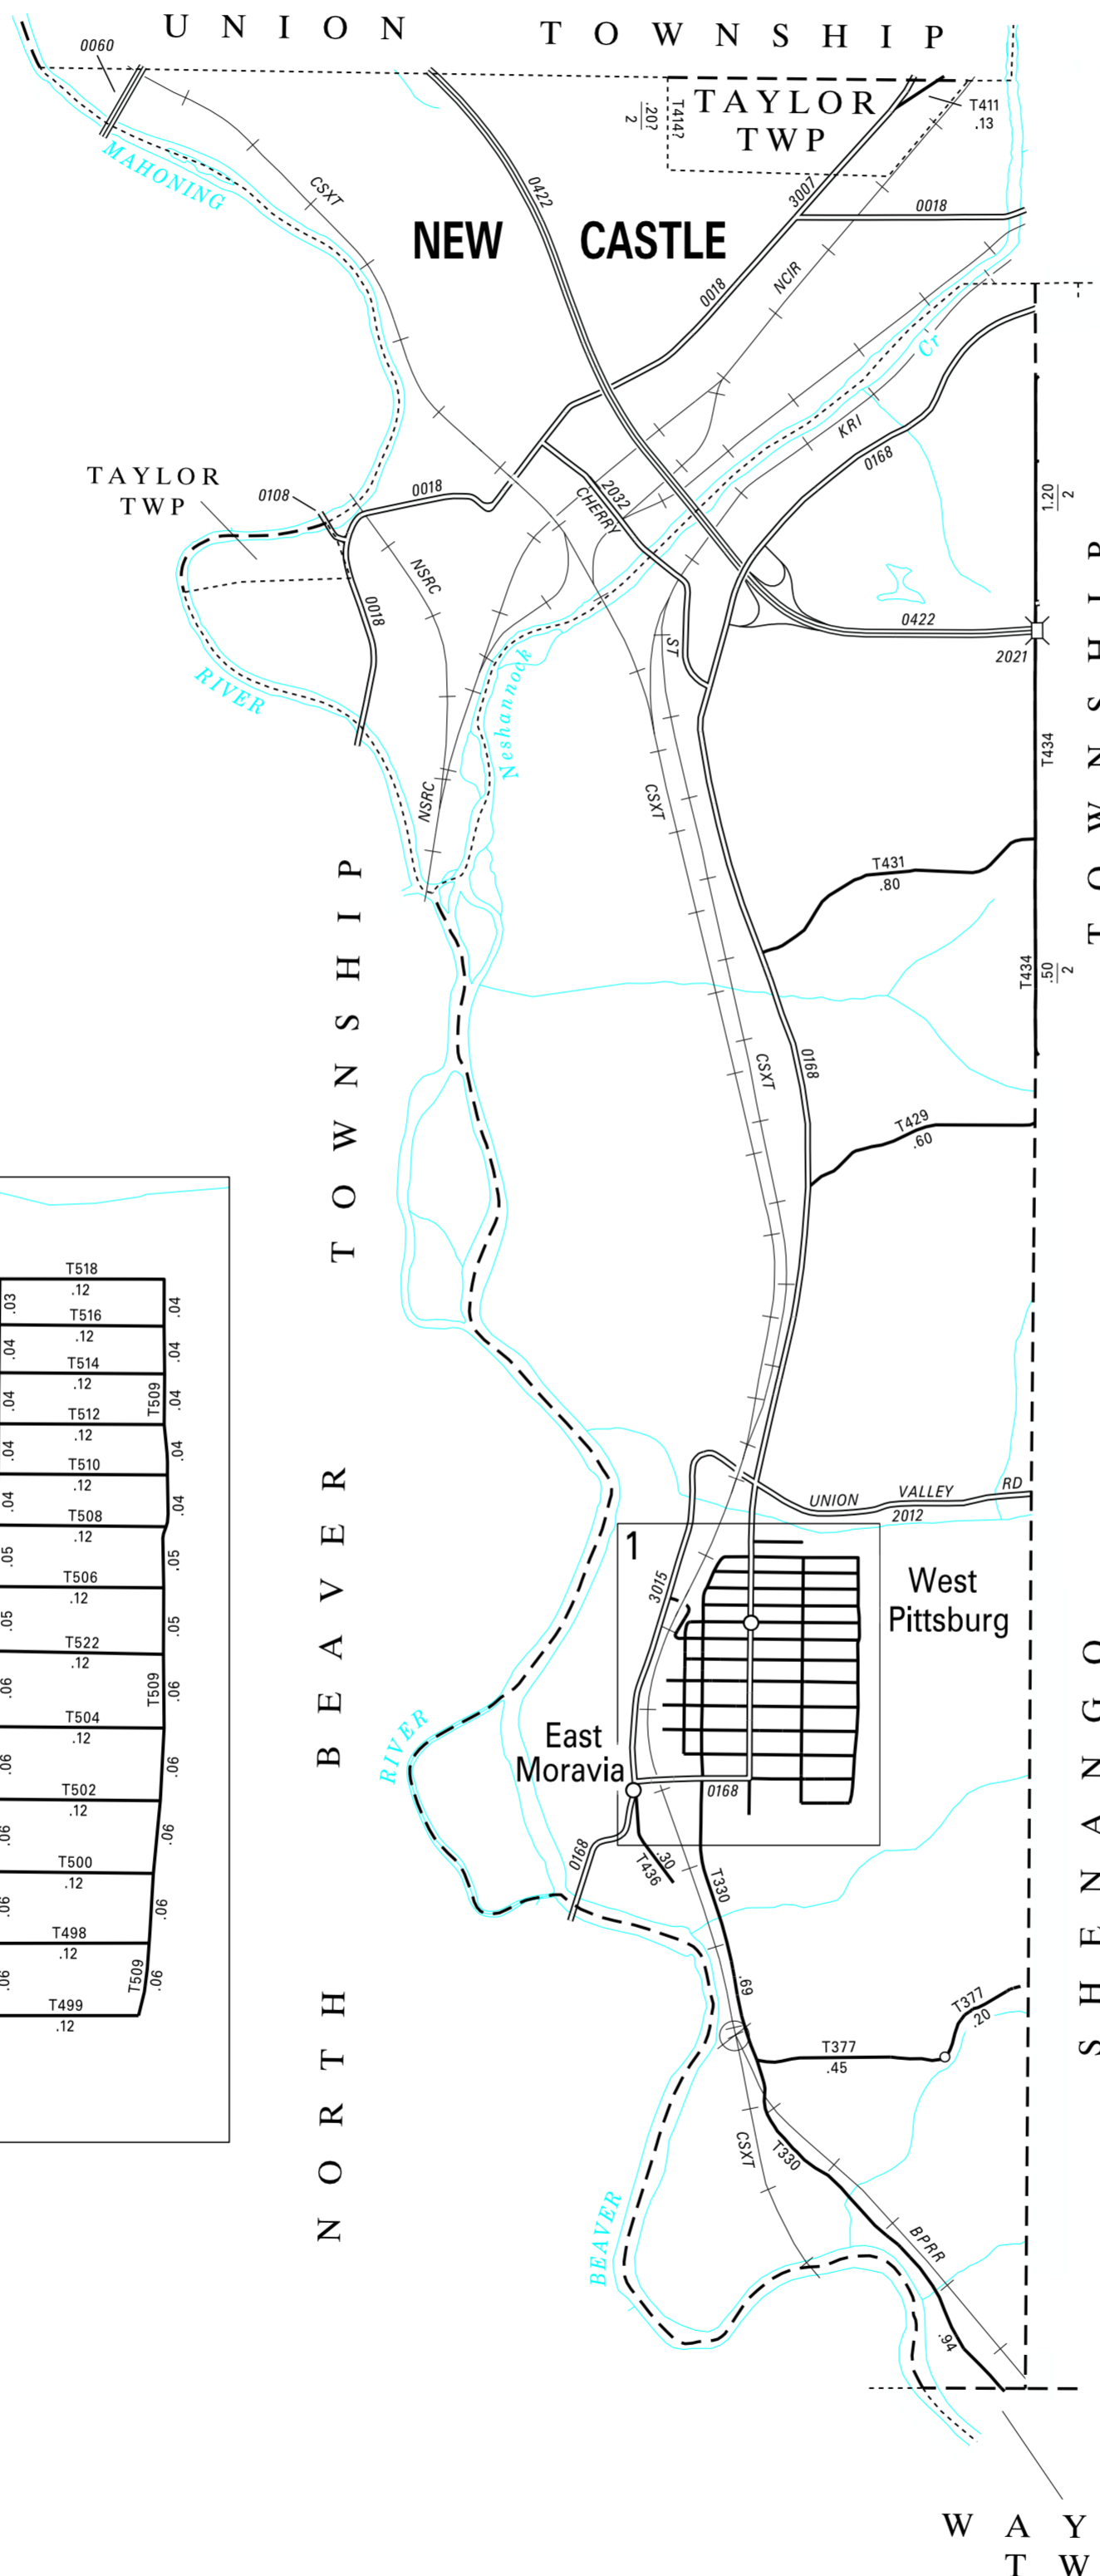 UNION TOWNSHIP
0060
TAYLOR
TWP
T411
.13
T414?
.20?
2
MAHONING
CSXT
0422
3007
0018
NEW CASTLE
0018
NCIR
Cr
KRI
0168
TAYLOR
TWP
0108
0018
2032
CHERRY
ST
1.20
2
NSRC
0018
0422
2021
RIVER
Neshannock
T434
NSRC
CSXT
T431
.80
T434
.50
2
CSXT
0168
T429
.60
TOWNSHIP
NORTH BEAVER TOWNSHIP
SHENANGO
T518
.12
.03
.04
T516
.12
.04
.04
T514
.12
T509
.04
.04
T512
.12
.04
.04
T510
.12
.04
.04
T508
.12
.05
.05
T506
.12
.05
.05
T522
.12
T509
.06
.06
T504
.12
.06
.06
T502
.12
.06
.06
T500
.12
.06
.06
T498
.12
T509
.06
.06
T499
.12
UNION VALLEY RD
2012
1
3015
West
Pittsburg
East
Moravia
0168
RIVER
0168
T436
.30
T330
.69
T377
.20
T377
.45
CSXT
T330
BPRR
BEAVER
.94
WAY
TW